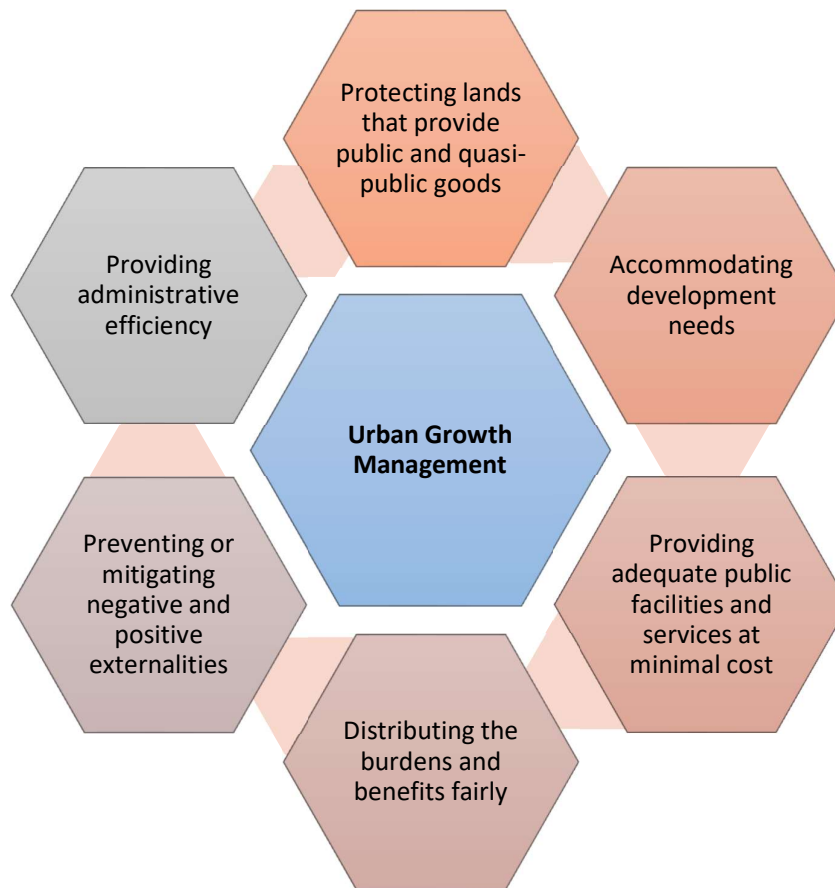 Protecting lands
that provide
public and quasi-
public goods
Accommodating
development
needs
Providing
adequate public
facilities and
services at
minimal cost
Distributing the
burdens and
benefits fairly
Preventing or
mitigating
negative and
positive
externalities
Providing
administrative
efficiency
Urban Growth
Management